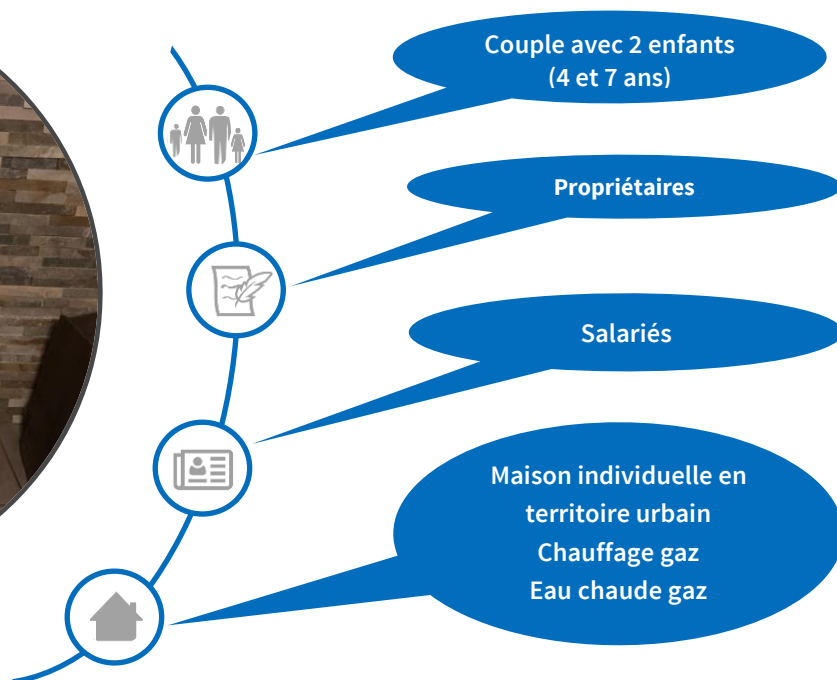 Couple avec 2 enfants
(4 et 7 ans)
Propriétaires
Salariés
Maison individuelle en
territoire urbain
Chauffage gaz
Eau chaude gaz